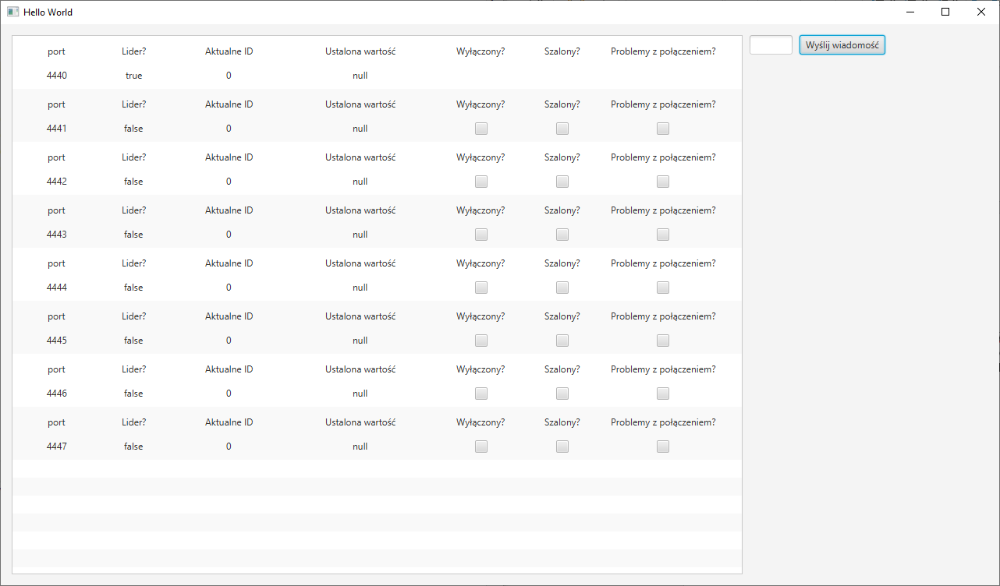 Hello World
port Lider? Aktualne ID Ustalona wartość Wyłączony? Szalony? Problemy z połączeniem? Wyślij wiadomość
4440 true 0 null
port Lider? Aktualne ID Ustalona wartość Wyłączony? Szalony? Problemy z połączeniem?
4441 false 0 null
port Lider? Aktualne ID Ustalona wartość Wyłączony? Szalony? Problemy z połączeniem?
4442 false 0 null
port Lider? Aktualne ID Ustalona wartość Wyłączony? Szalony? Problemy z połączeniem?
4443 false 0 null
port Lider? Aktualne ID Ustalona wartość Wyłączony? Szalony? Problemy z połączeniem?
4444 false 0 null
port Lider? Aktualne ID Ustalona wartość Wyłączony? Szalony? Problemy z połączeniem?
4445 false 0 null
port Lider? Aktualne ID Ustalona wartość Wyłączony? Szalony? Problemy z połączeniem?
4446 false 0 null
port Lider? Aktualne ID Ustalona wartość Wyłączony? Szalony? Problemy z połączeniem?
4447 false 0 null